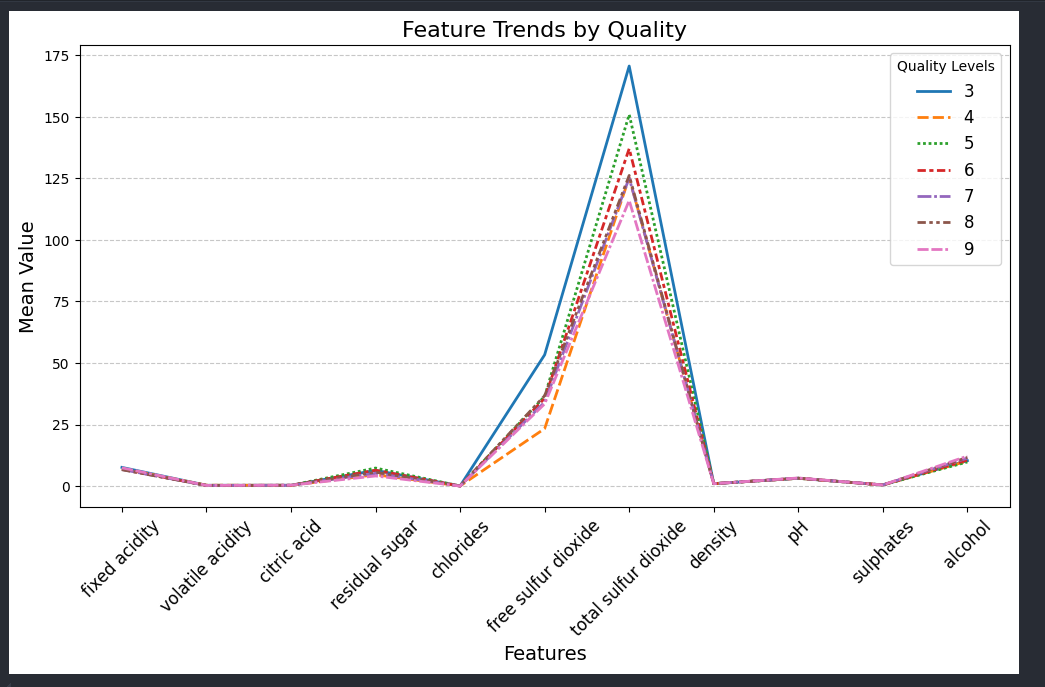 Feature Trends by Quality
175
150
125
100
75
50
25
0
Mean Value
Quality Levels
3
4
5
6
7
8
9
fixed acidity
volatile acidity
citric acid
residual sugar
chlorides
free sulfur dioxide
total sulfur dioxide
density
pH
sulphates
alcohol
Features